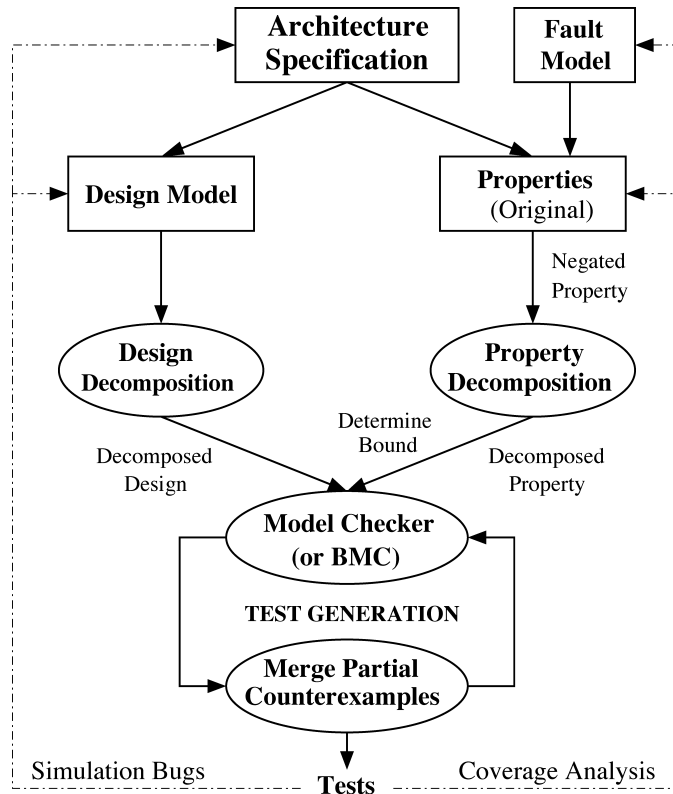 Architecture
Specification
Fault
Model
Design Model
Properties
(Original)
Negated
Property
Design
Decomposition
Property
Decomposition
Determine
Bound
Decomposed
Design
Decomposed
Property
Model Checker
(or BMC)
TEST GENERATION
Merge Partial
Counterexamples
Simulation Bugs
Coverage Analysis
Tests